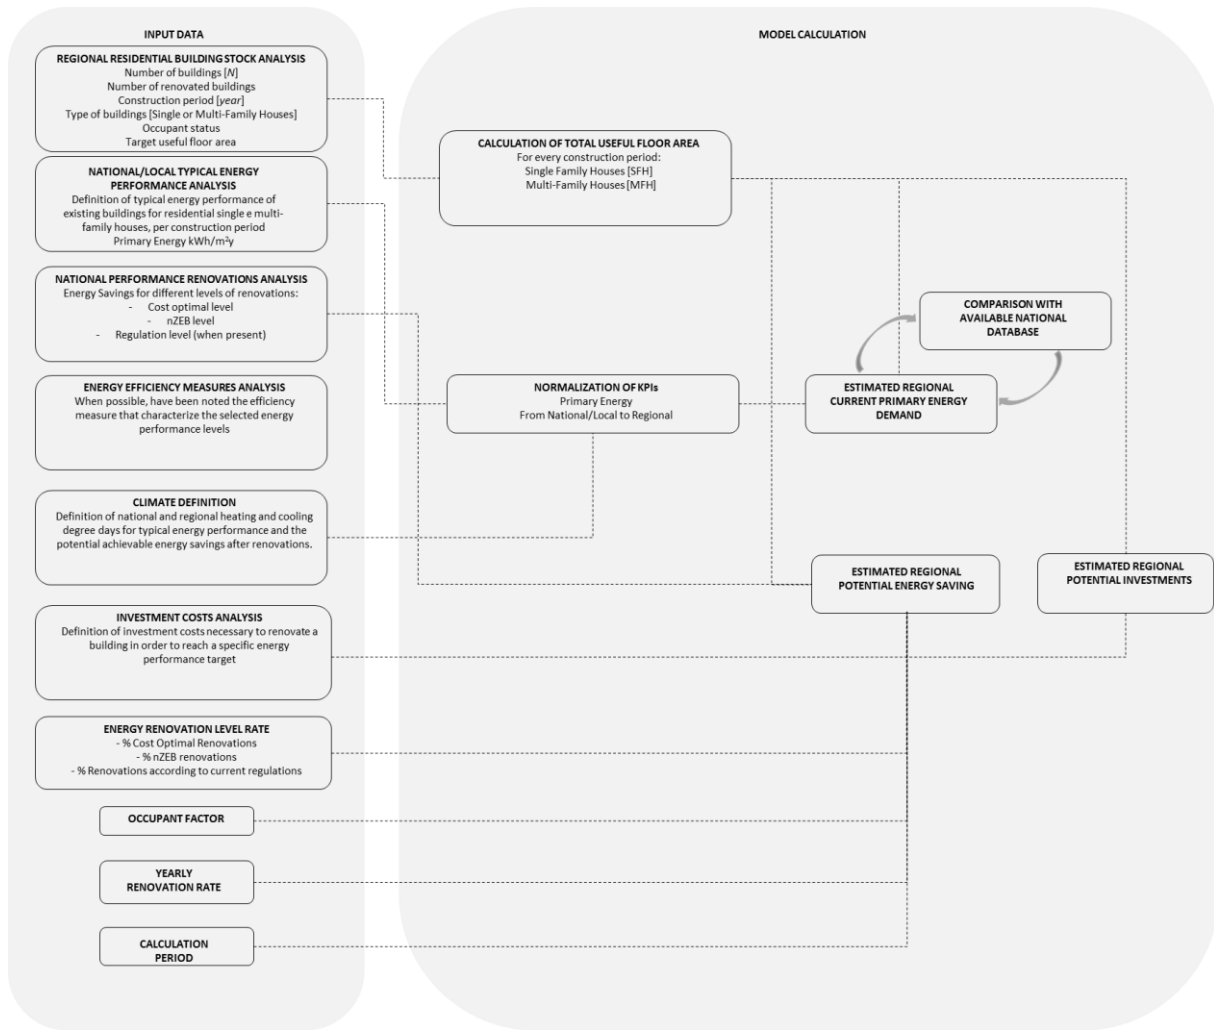 INPUT DATA
REGIONAL RESIDENTIAL BUILDING STOCK ANALYSIS
Number of buildings [N]
Number of renovated buildings
Construction period [year]
Type of buildings [Single or Multi-Family Houses]
Occupant status
Target useful floor area
NATIONAL/LOCAL TYPICAL ENERGY
PERFORMANCE ANALYSIS
Definition of typical energy performance of
existing buildings for residential single e multi-
family houses, per construction period
Primary Energy kWh/m²y
NATIONAL PERFORMANCE RENOVATIONS ANALYSIS
Energy Savings for different levels of renovations:
- Cost optimal level
- nZEB level
- Regulation level (when present)
ENERGY EFFICIENCY MEASURES ANALYSIS
When possible, have been noted the efficiency
measure that characterize the selected energy
performance levels
CLIMATE DEFINITION
Definition of national and regional heating and cooling
degree days for typical energy performance and the
potential achievable energy savings after renovations.
INVESTMENT COSTS ANALYSIS
Definition of investment costs necessary to renovate a
building in order to reach a specific energy
performance target
ENERGY RENOVATION LEVEL RATE
- % Cost Optimal Renovations
- % nZEB renovations
- % Renovations according to current regulations
OCCUPANT FACTOR
YEARLY
RENOVATION RATE
CALCULATION
PERIOD
MODEL CALCULATION
CALCULATION OF TOTAL USEFUL FLOOR AREA
For every construction period:
Single Family Houses [SFH]
Multi-Family Houses [MFH]
COMPARISON WITH
AVAILABLE NATIONAL
DATABASE
NORMALIZATION OF KPIs
Primary Energy
From National/Local to Regional
ESTIMATED REGIONAL
CURRENT PRIMARY ENERGY
DEMAND
ESTIMATED REGIONAL
POTENTIAL ENERGY SAVING
ESTIMATED REGIONAL
POTENTIAL INVESTMENTS